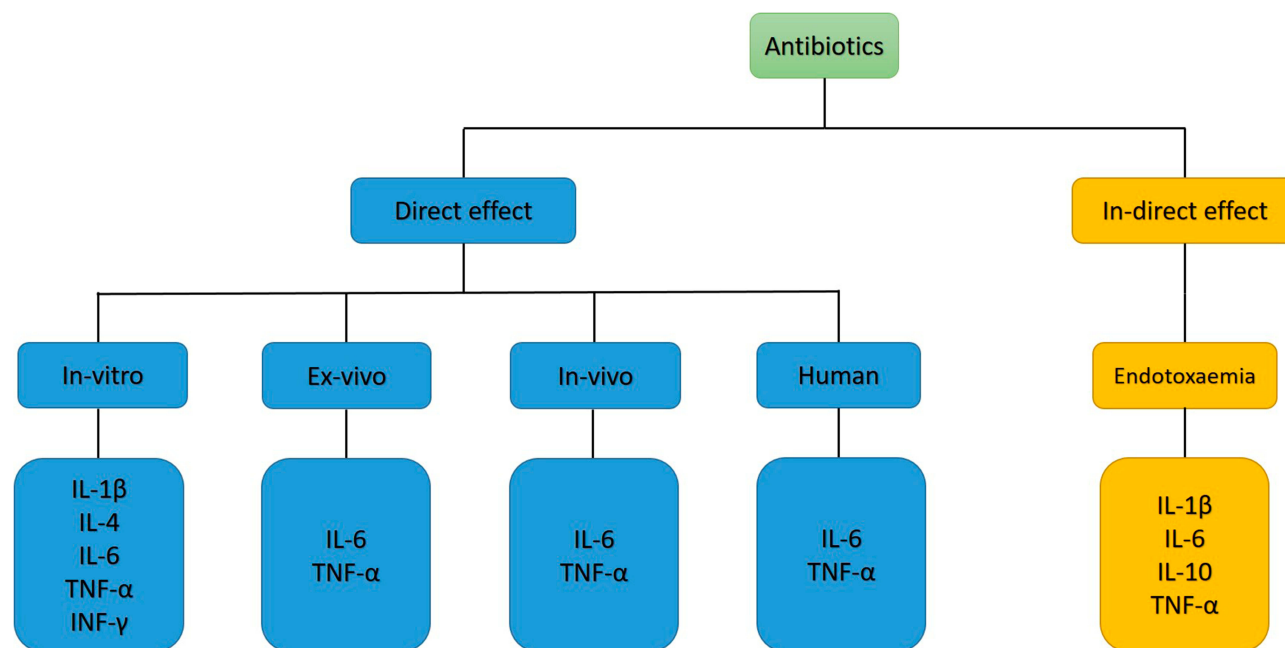 Antibiotics
Direct effect
In-direct effect
In-vitro
Ex-vivo
In-vivo
Human
Endotoxaemia
IL-1β
IL-4
IL-6
TNF-α
INF-γ
IL-6
TNF-α
IL-6
TNF-α
IL-6
TNF-α
IL-1β
IL-6
IL-10
TNF-α